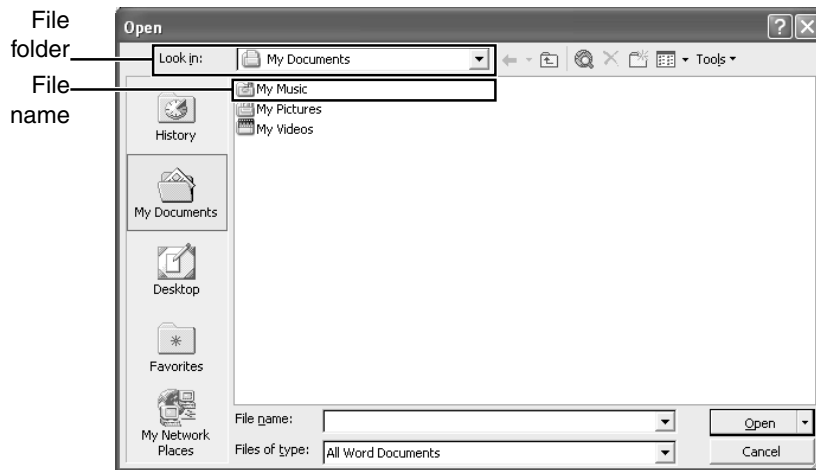 File
folder
File
name
Open
Look in:
My Documents
Tools
My Music
My Pictures
My Videos
History
My Documents
Desktop
Favorites
My Network
Places
File name:
Open
Files of type:
All Word Documents
Cancel